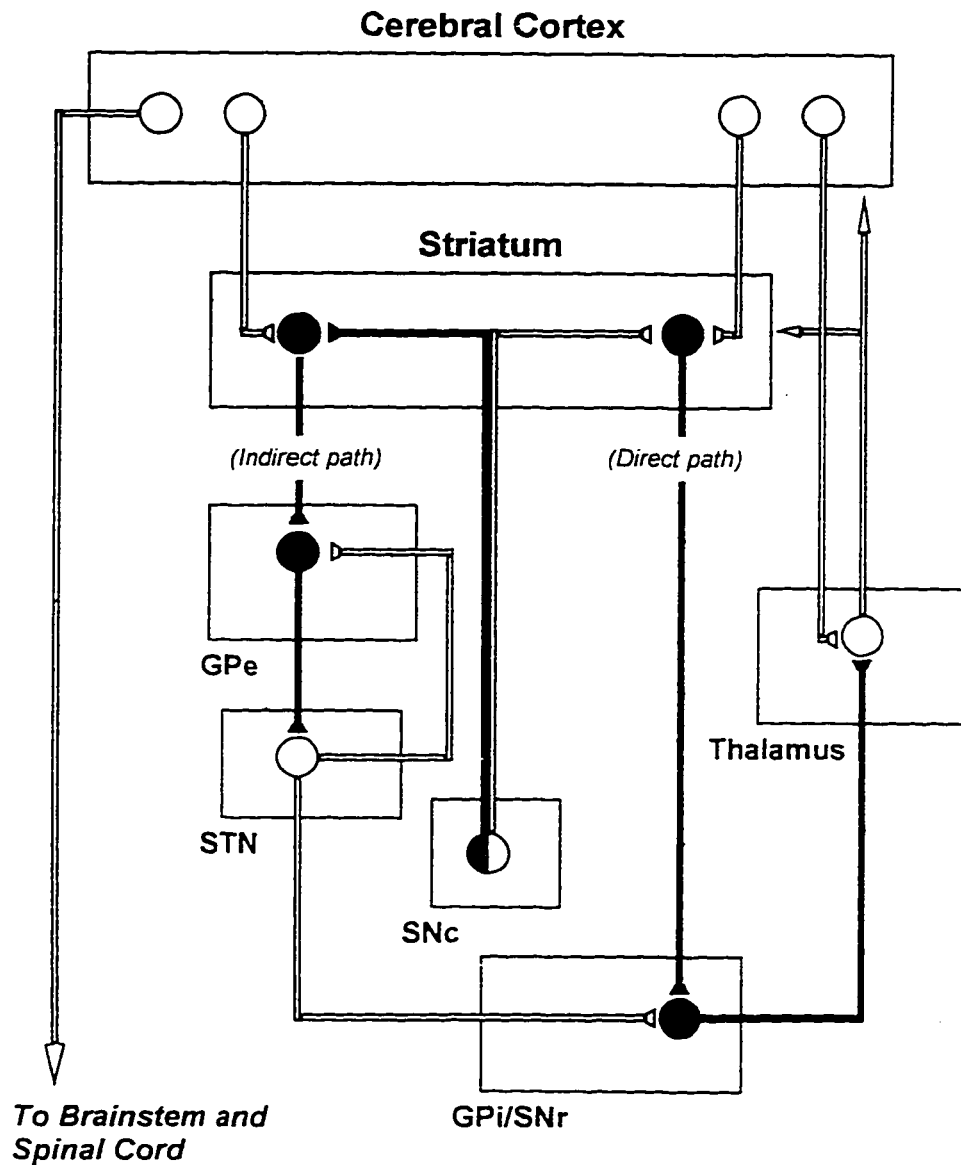 Cerebral Cortex
Striatum
(Indirect path)
(Direct path)
GPe
Thalamus
STN
SNc
GPi/SNr
To Brainstem and
Spinal Cord